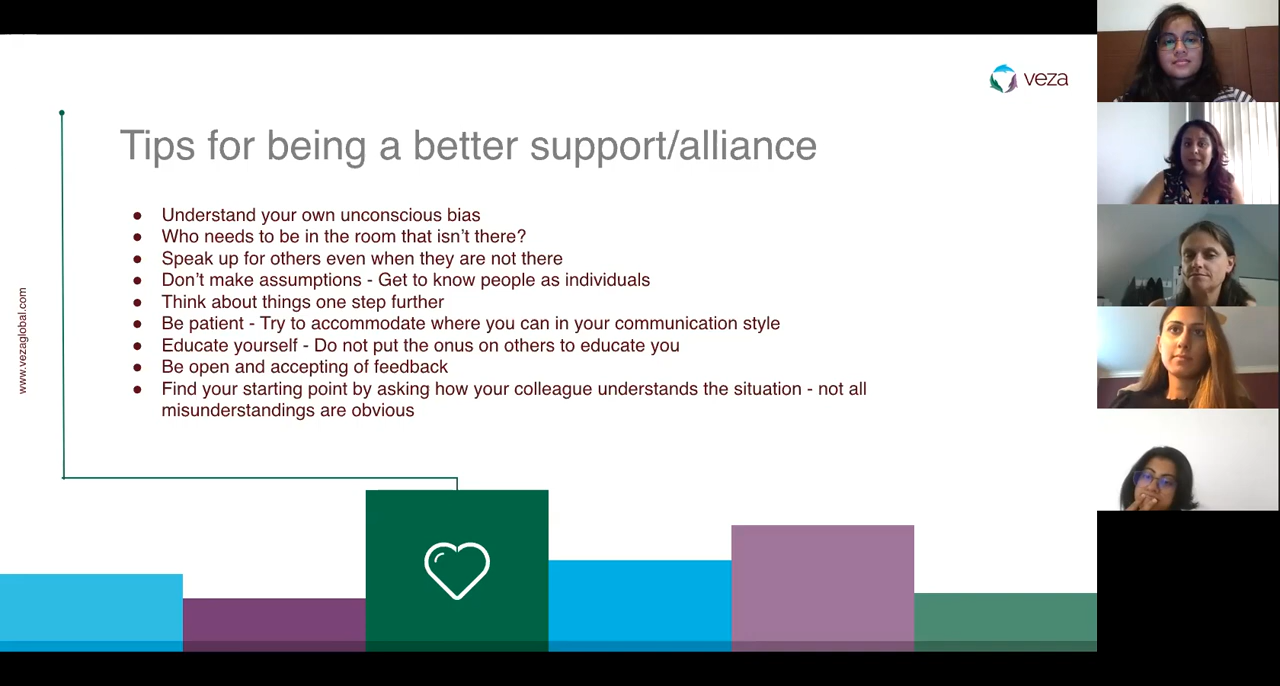 veza
Tips for being a better support/alliance
● Understand your own unconscious bias
● Who needs to be in the room that isn’t there?
● Speak up for others even when they are not there
● Don’t make assumptions - Get to know people as individuals
● Think about things one step further
● Be patient - Try to accommodate where you can in your communication style
● Educate yourself - Do not put the onus on others to educate you
● Be open and accepting of feedback
● Find your starting point by asking how your colleague understands the situation - not all
misunderstandings are obvious
www.vezaglobal.com